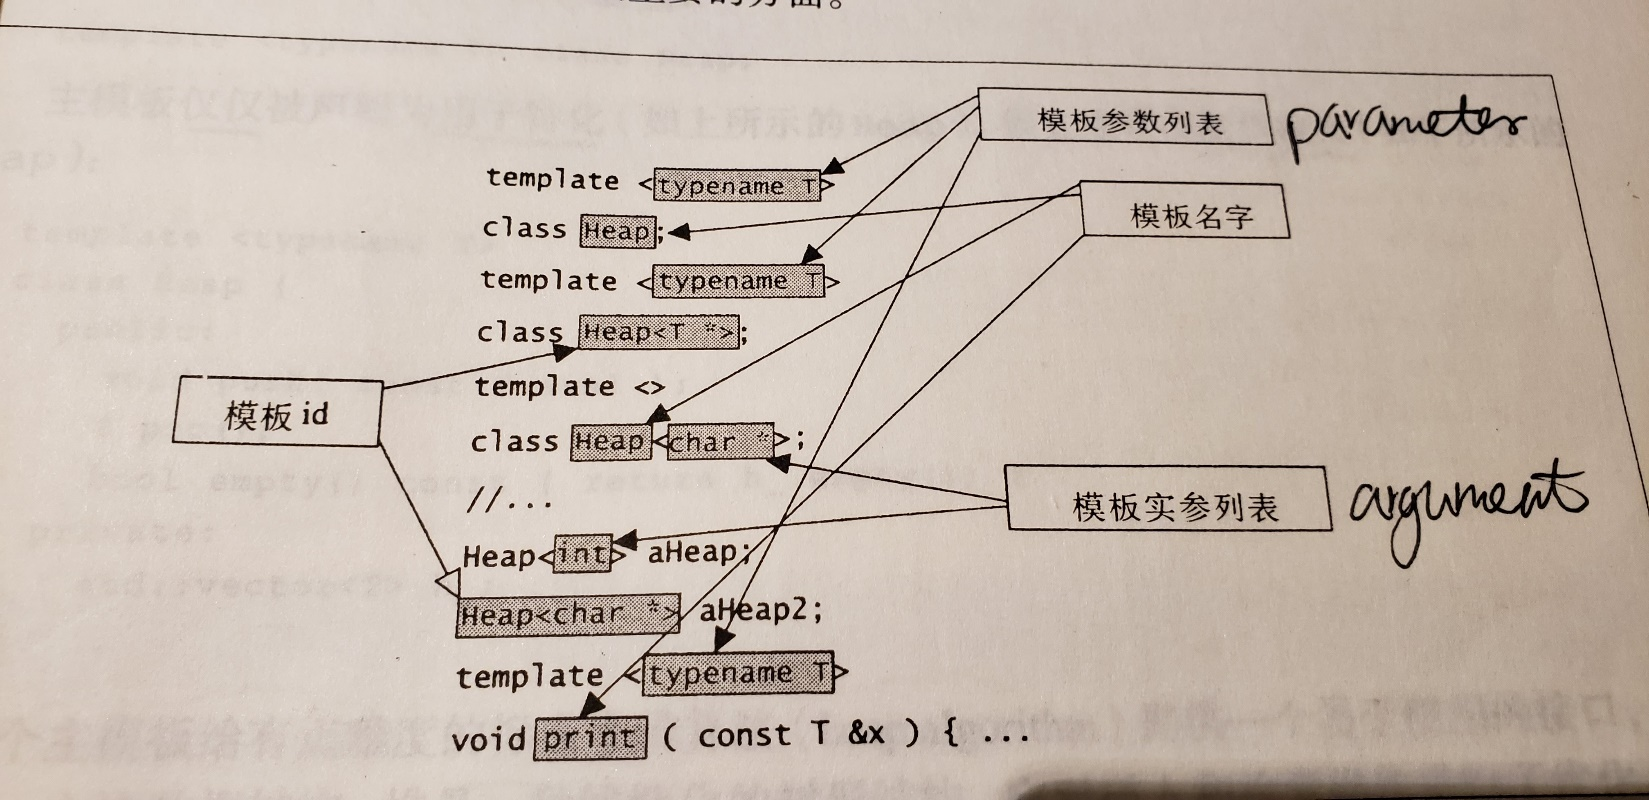 模板参数列表 parameter
template <typename T>
模板名字
class Heap;
template <typename T>
class Heap<T *>;
template <>
模板 id
class Heap<char *>;
//...
模板实参列表 argument
Heap<int> aHeap;
Heap<char *> aHeap2;
template <typename T>
void print ( const T &x ) { ...